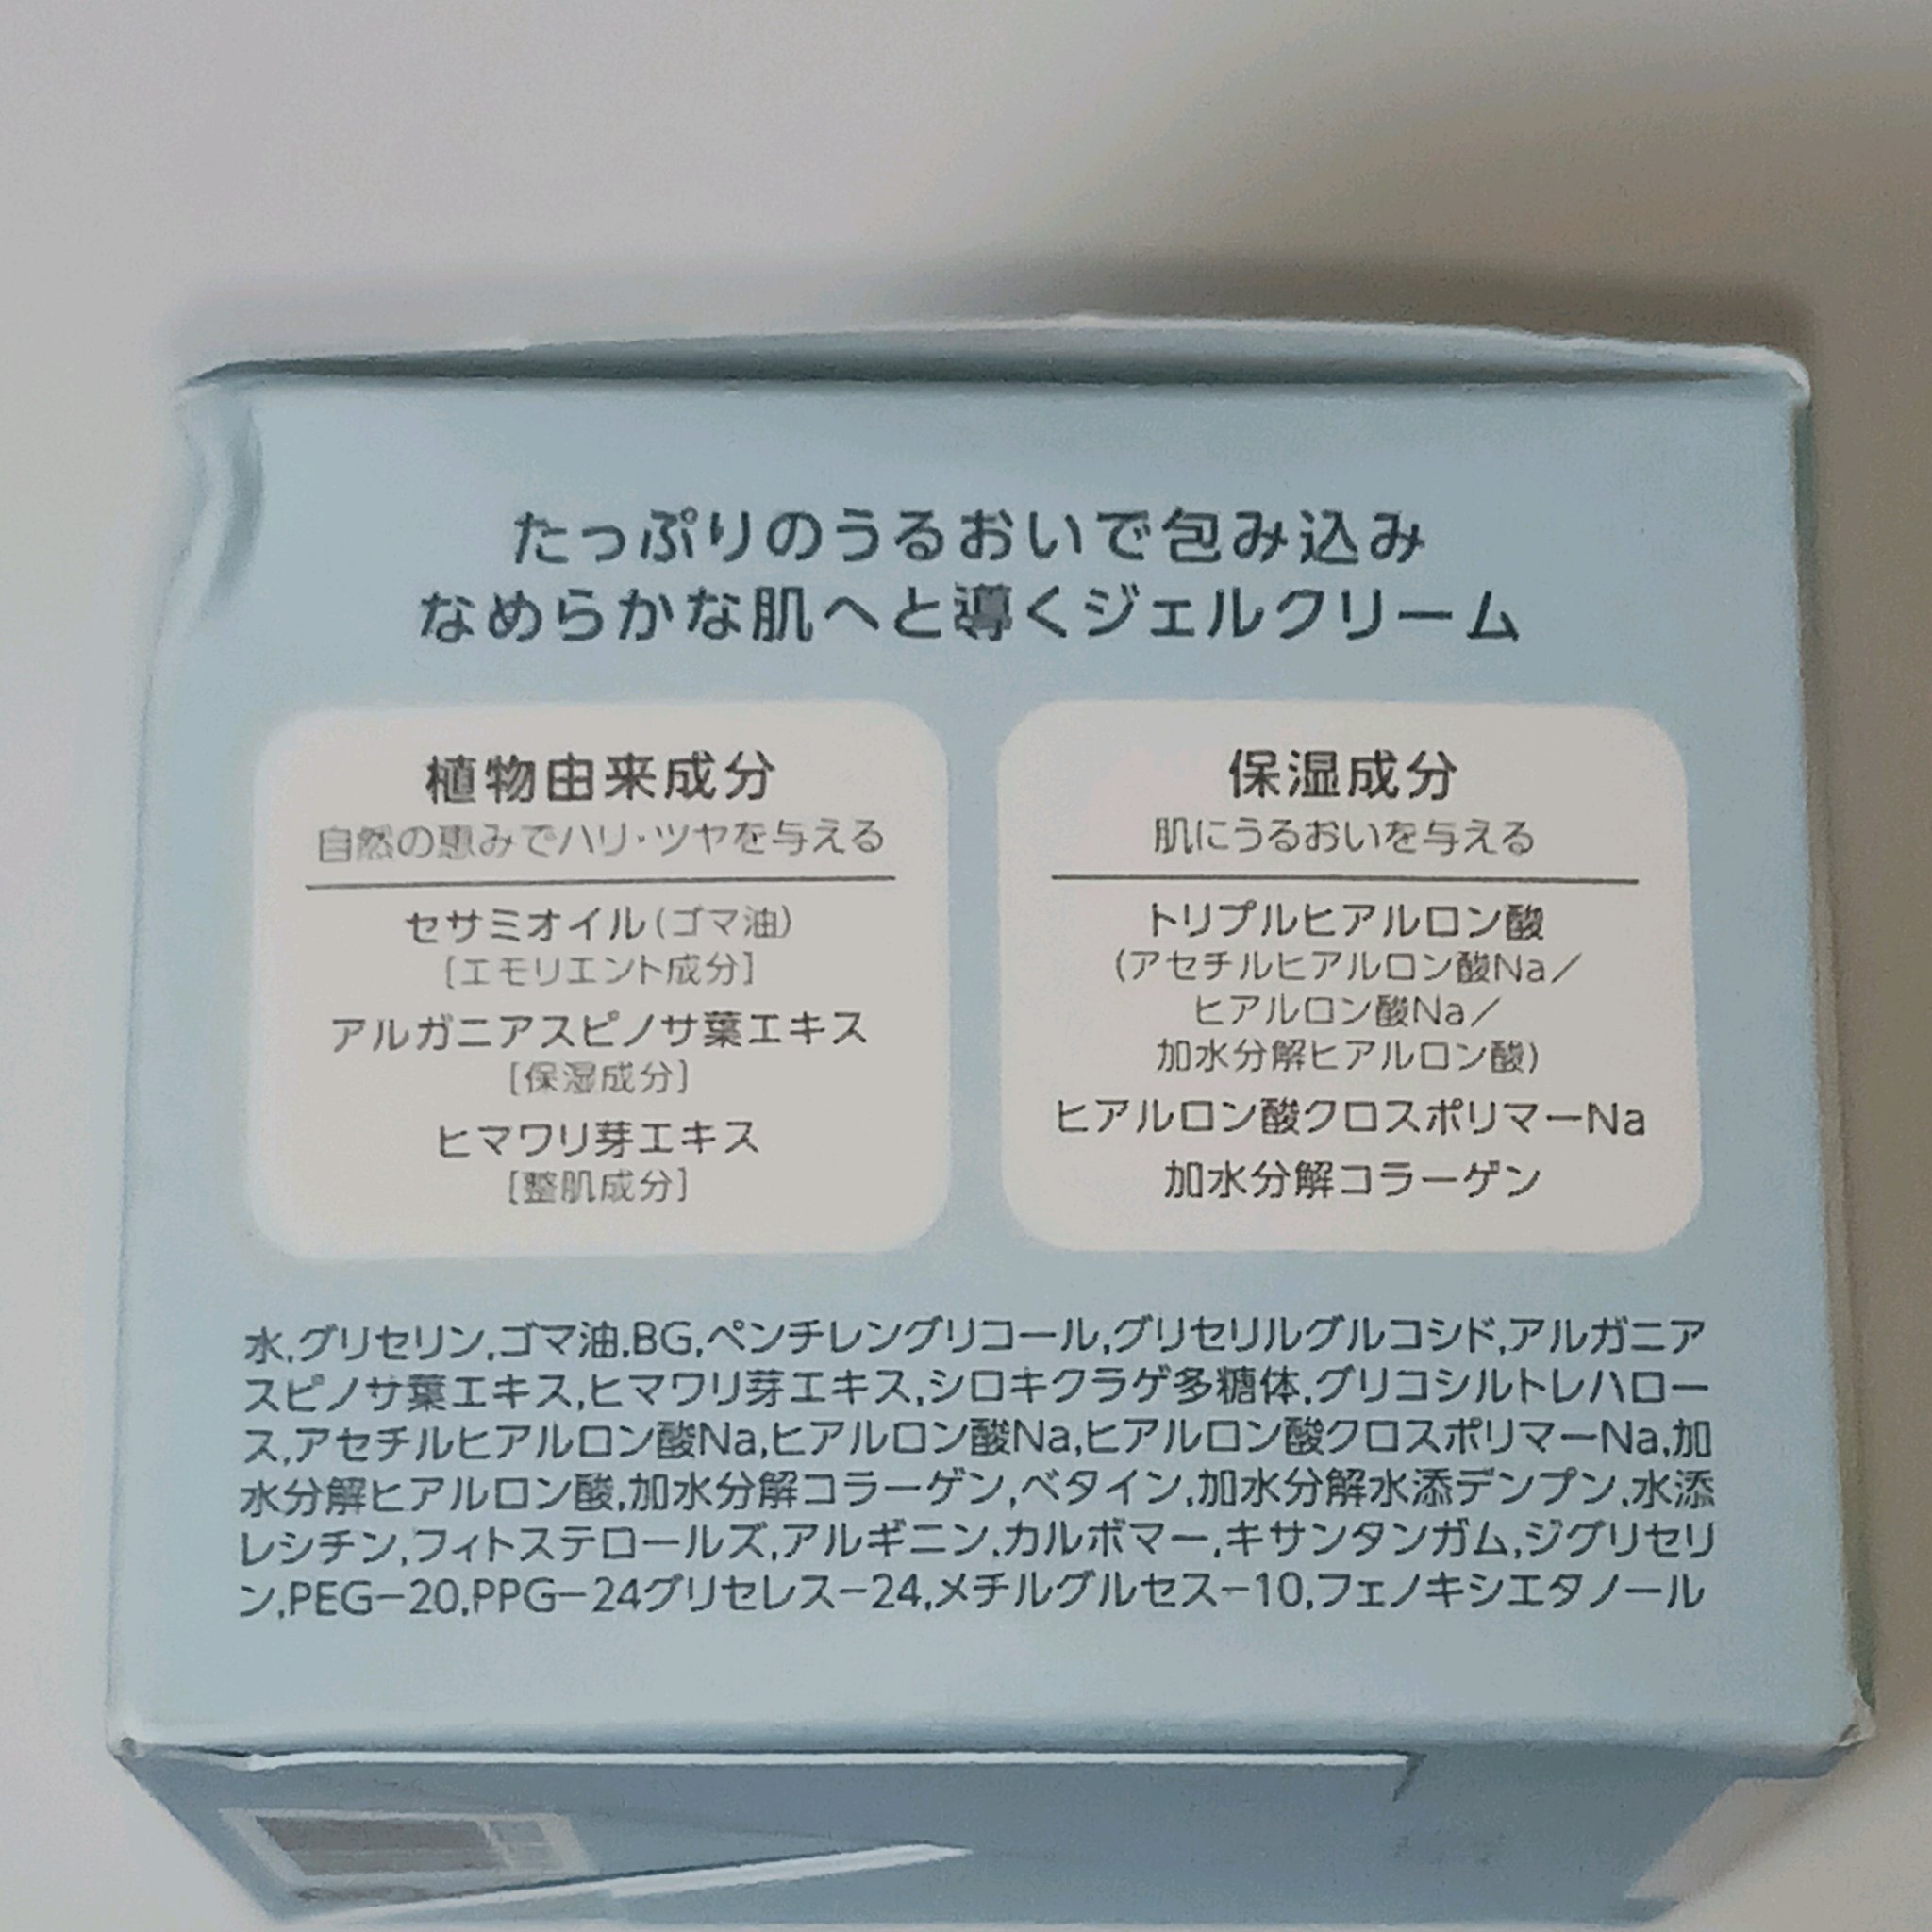 たっぷりのうるおいで包み込み
なめらかな肌へと導くジェルクリーム
植物由来成分
自然の恵みでハリ・ツヤを与える
セサミオイル(ゴマ油)
[エモリエント成分]
アルガニアスピノサ葉エキス
[保湿成分]
ヒマワリ芽エキス
[整肌成分]
保湿成分
肌にうるおいを与える
トリプルヒアルロン酸
(アセチルヒアルロン酸Na/
ヒアルロン酸Na/
加水分解ヒアルロン酸)
ヒアルロン酸クロスポリマーNa
加水分解コラーゲン
水,グリセリン,ゴマ油,BG,ペンチレングリコール,グリセリルグルコシド,アルガニア
スピノサ葉エキス,ヒマワリ芽エキス,シロキクラゲ多糖体,グリコシルトレハロー
ス,アセチルヒアルロン酸Na,ヒアルロン酸Na,ヒアルロン酸クロスポリマーNa,加
水分解ヒアルロン酸,加水分解コラーゲン,ベタイン,加水分解水添デンプン,水添
レシチン,フィトステロールズ,アルギニン,カルボマー,キサンタンガム,ジグリセリ
ン,PEG-20,PPG-24グリセレス-24,メチルグルセス-10,フェノキシエタノール